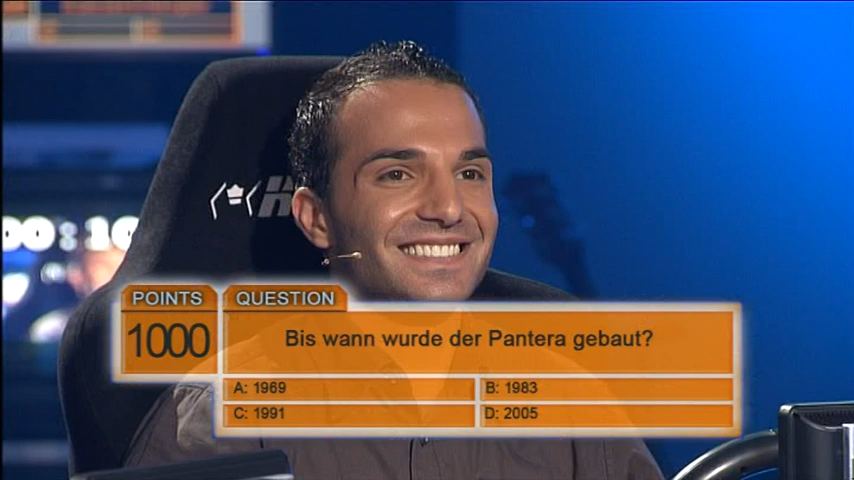 POINTS QUESTION
1000
Bis wann wurde der Pantera gebaut?
A: 1969
B: 1983
C: 1991
D: 2005